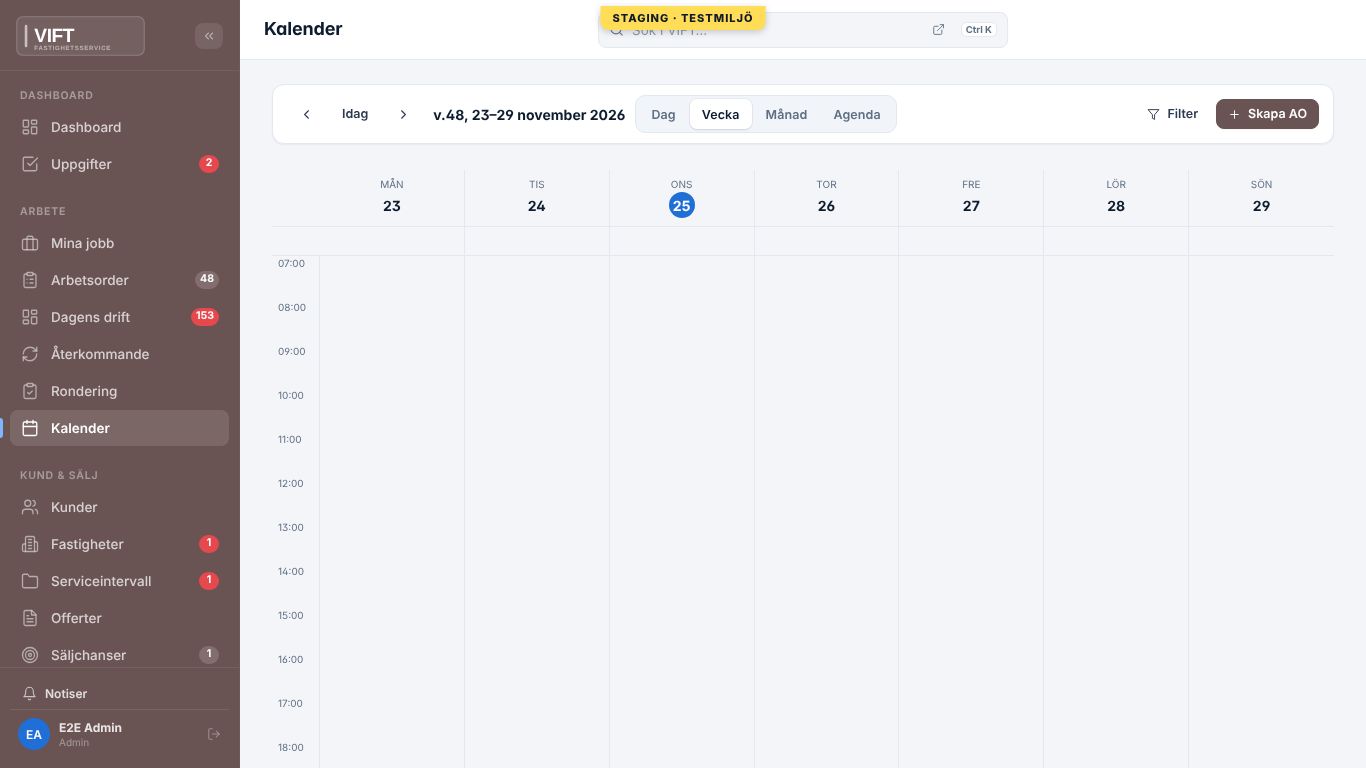 VIFT
FASTIGHETSSERVICE
DASHBOARD
Dashboard
Uppgifter 2
ARBETE
Mina jobb
Arbetsorder 48
Dagens drift 153
Återkommande
Rondering
Kalender
KUND & SÄLJ
Kunder
Fastigheter 1
Serviceintervall 1
Offerter
Säljchanser 1
Notiser
EA E2E Admin
Admin
Kalender
STAGING · TESTMILJÖ
Sök i VIFT... Ctrl K
Idag v.48, 23–29 november 2026 Dag Vecka Månad Agenda Filter + Skapa AO
MÅN TIS ONS TOR FRE LÖR SÖN
23 24 25 26 27 28 29
07:00
08:00
09:00
10:00
11:00
12:00
13:00
14:00
15:00
16:00
17:00
18:00